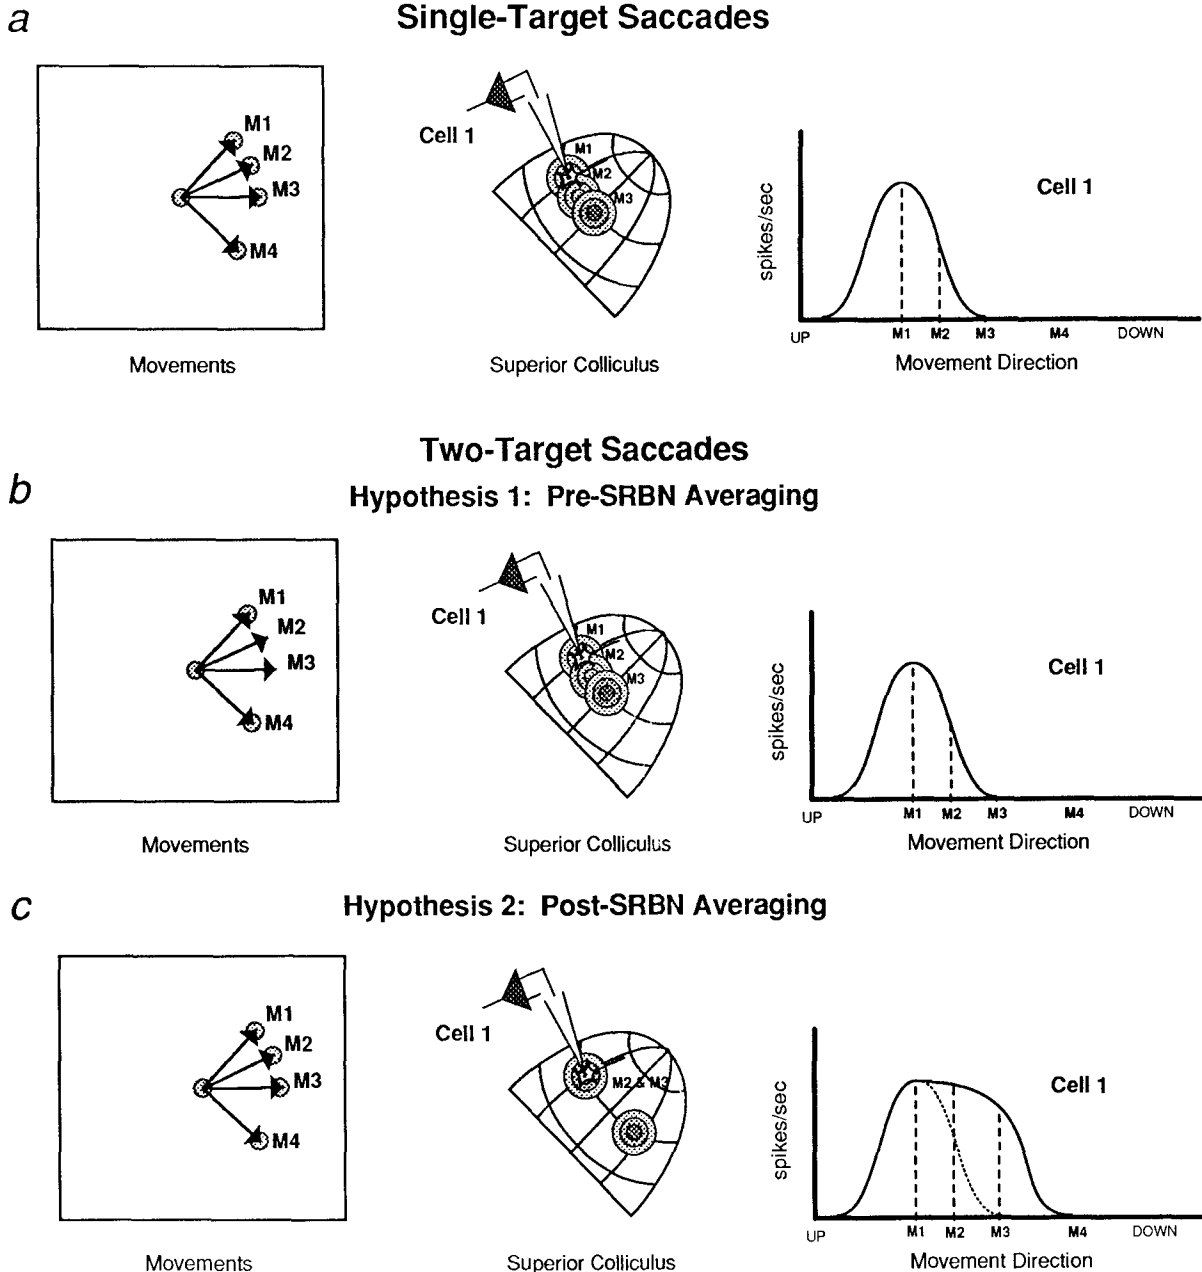 a
Single-Target Saccades
M1
M2
M3
M4
Movements
Cell 1
M1
M2
M3
Superior Colliculus
spikes/sec
Cell 1
UP M1 M2 M3 M4 DOWN
Movement Direction
Two-Target Saccades
b
Hypothesis 1: Pre-SRBN Averaging
M1
M2
M3
M4
Movements
Cell 1
M1
M2
M3
Superior Colliculus
spikes/sec
Cell 1
UP M1 M2 M3 M4 DOWN
Movement Direction
c
Hypothesis 2: Post-SRBN Averaging
M1
M2
M3
M4
Movements
Cell 1
M2 & M3
Superior Colliculus
spikes/sec
Cell 1
UP M1 M2 M3 M4 DOWN
Movement Direction